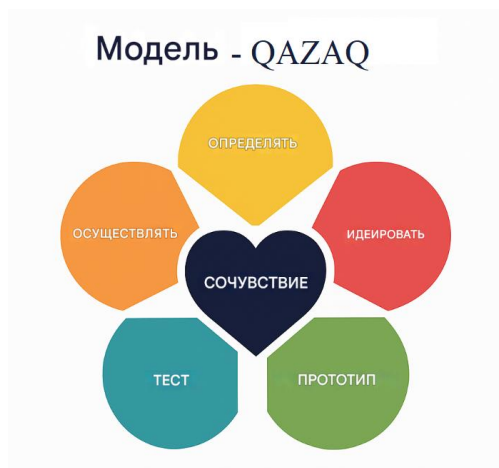 Модель - QAZAQ
ОПРЕДЕЛЯТЬ
ОСУЩЕСТВЛЯТЬ
ИДЕИРОВАТЬ
СОЧУВСТВИЕ
ТЕСТ
ПРОТОТИП